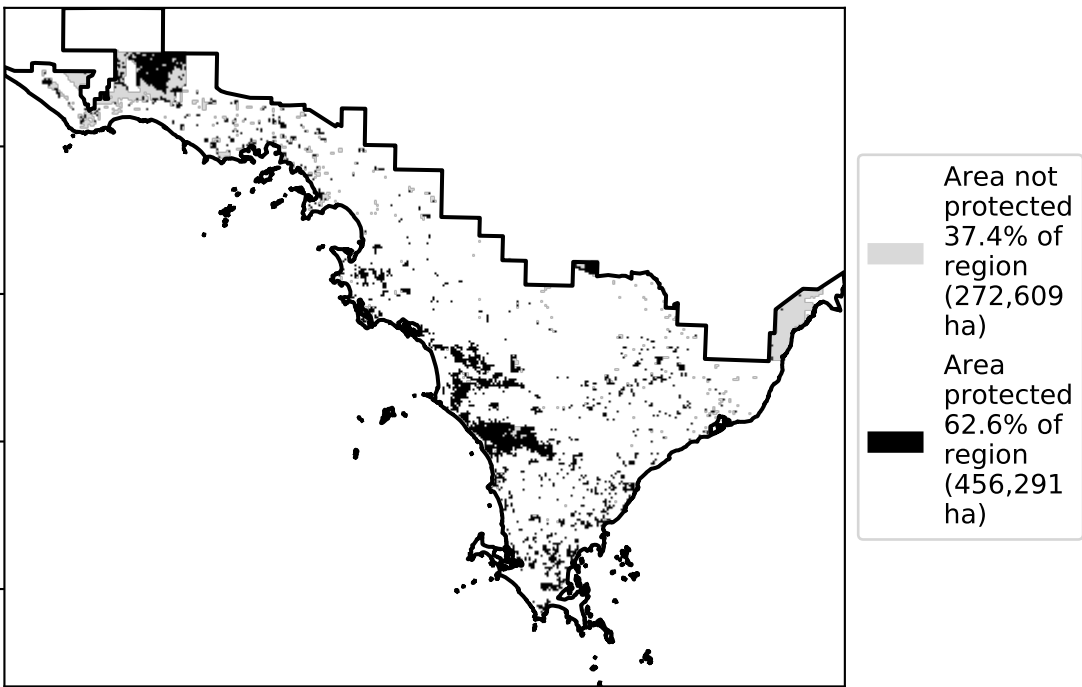 Area not
protected
37.4% of
region
(272,609
ha)
Area
protected
62.6% of
region
(456,291
ha)